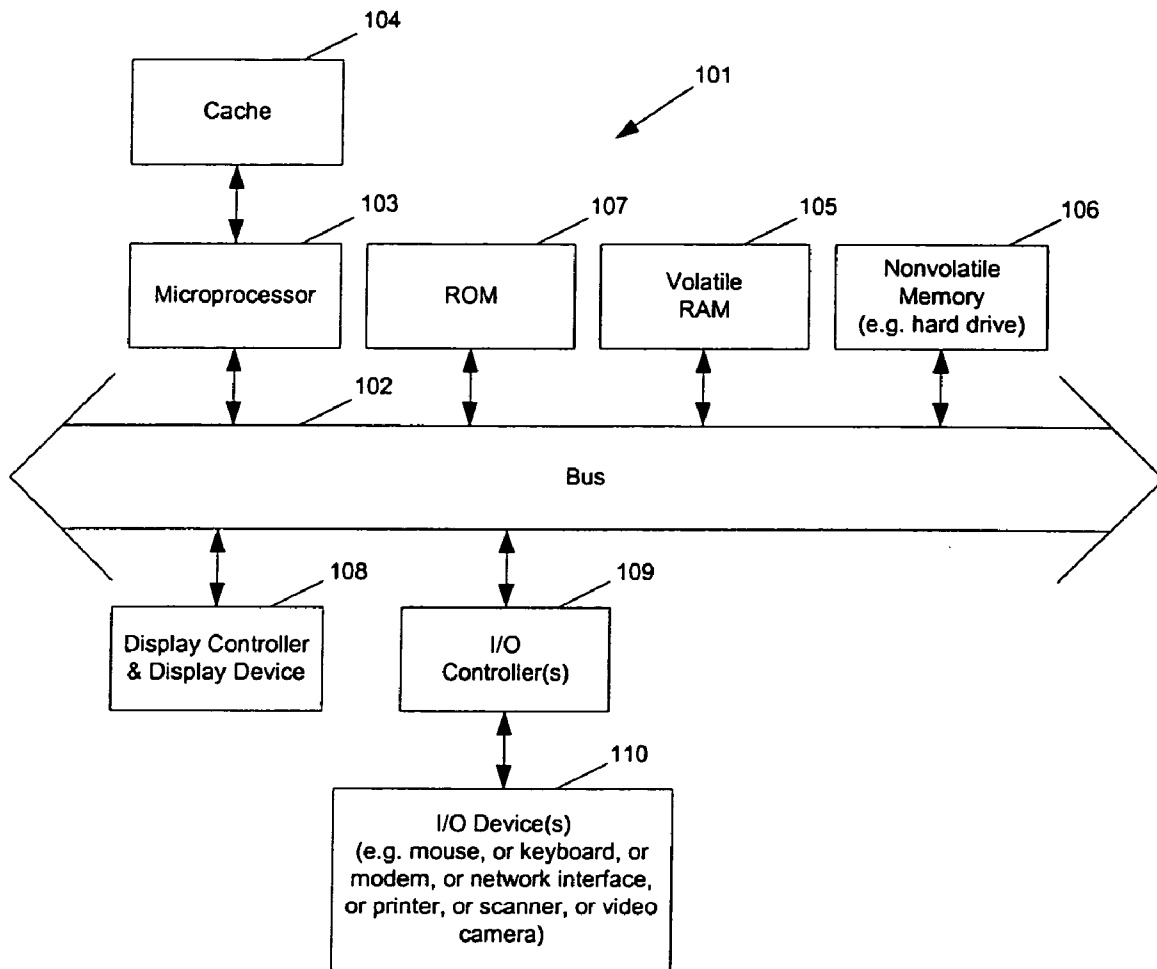 104
Cache
101
103
107
105
106
Microprocessor
ROM
Volatile
RAM
Nonvolatile
Memory
(e.g. hard drive)
102
Bus
108
109
Display Controller
& Display Device
I/O
Controller(s)
110
I/O Device(s)
(e.g. mouse, or keyboard, or
modem, or network interface,
or printer, or scanner, or video
camera)